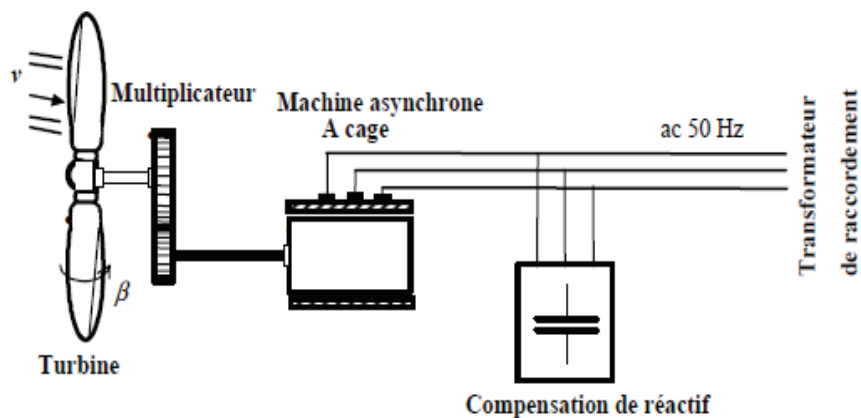 v
Multiplicateur
Machine asynchrone
A cage
ac 50 Hz
Transformateur
de raccordement
β
Turbine
Compensation de réactif